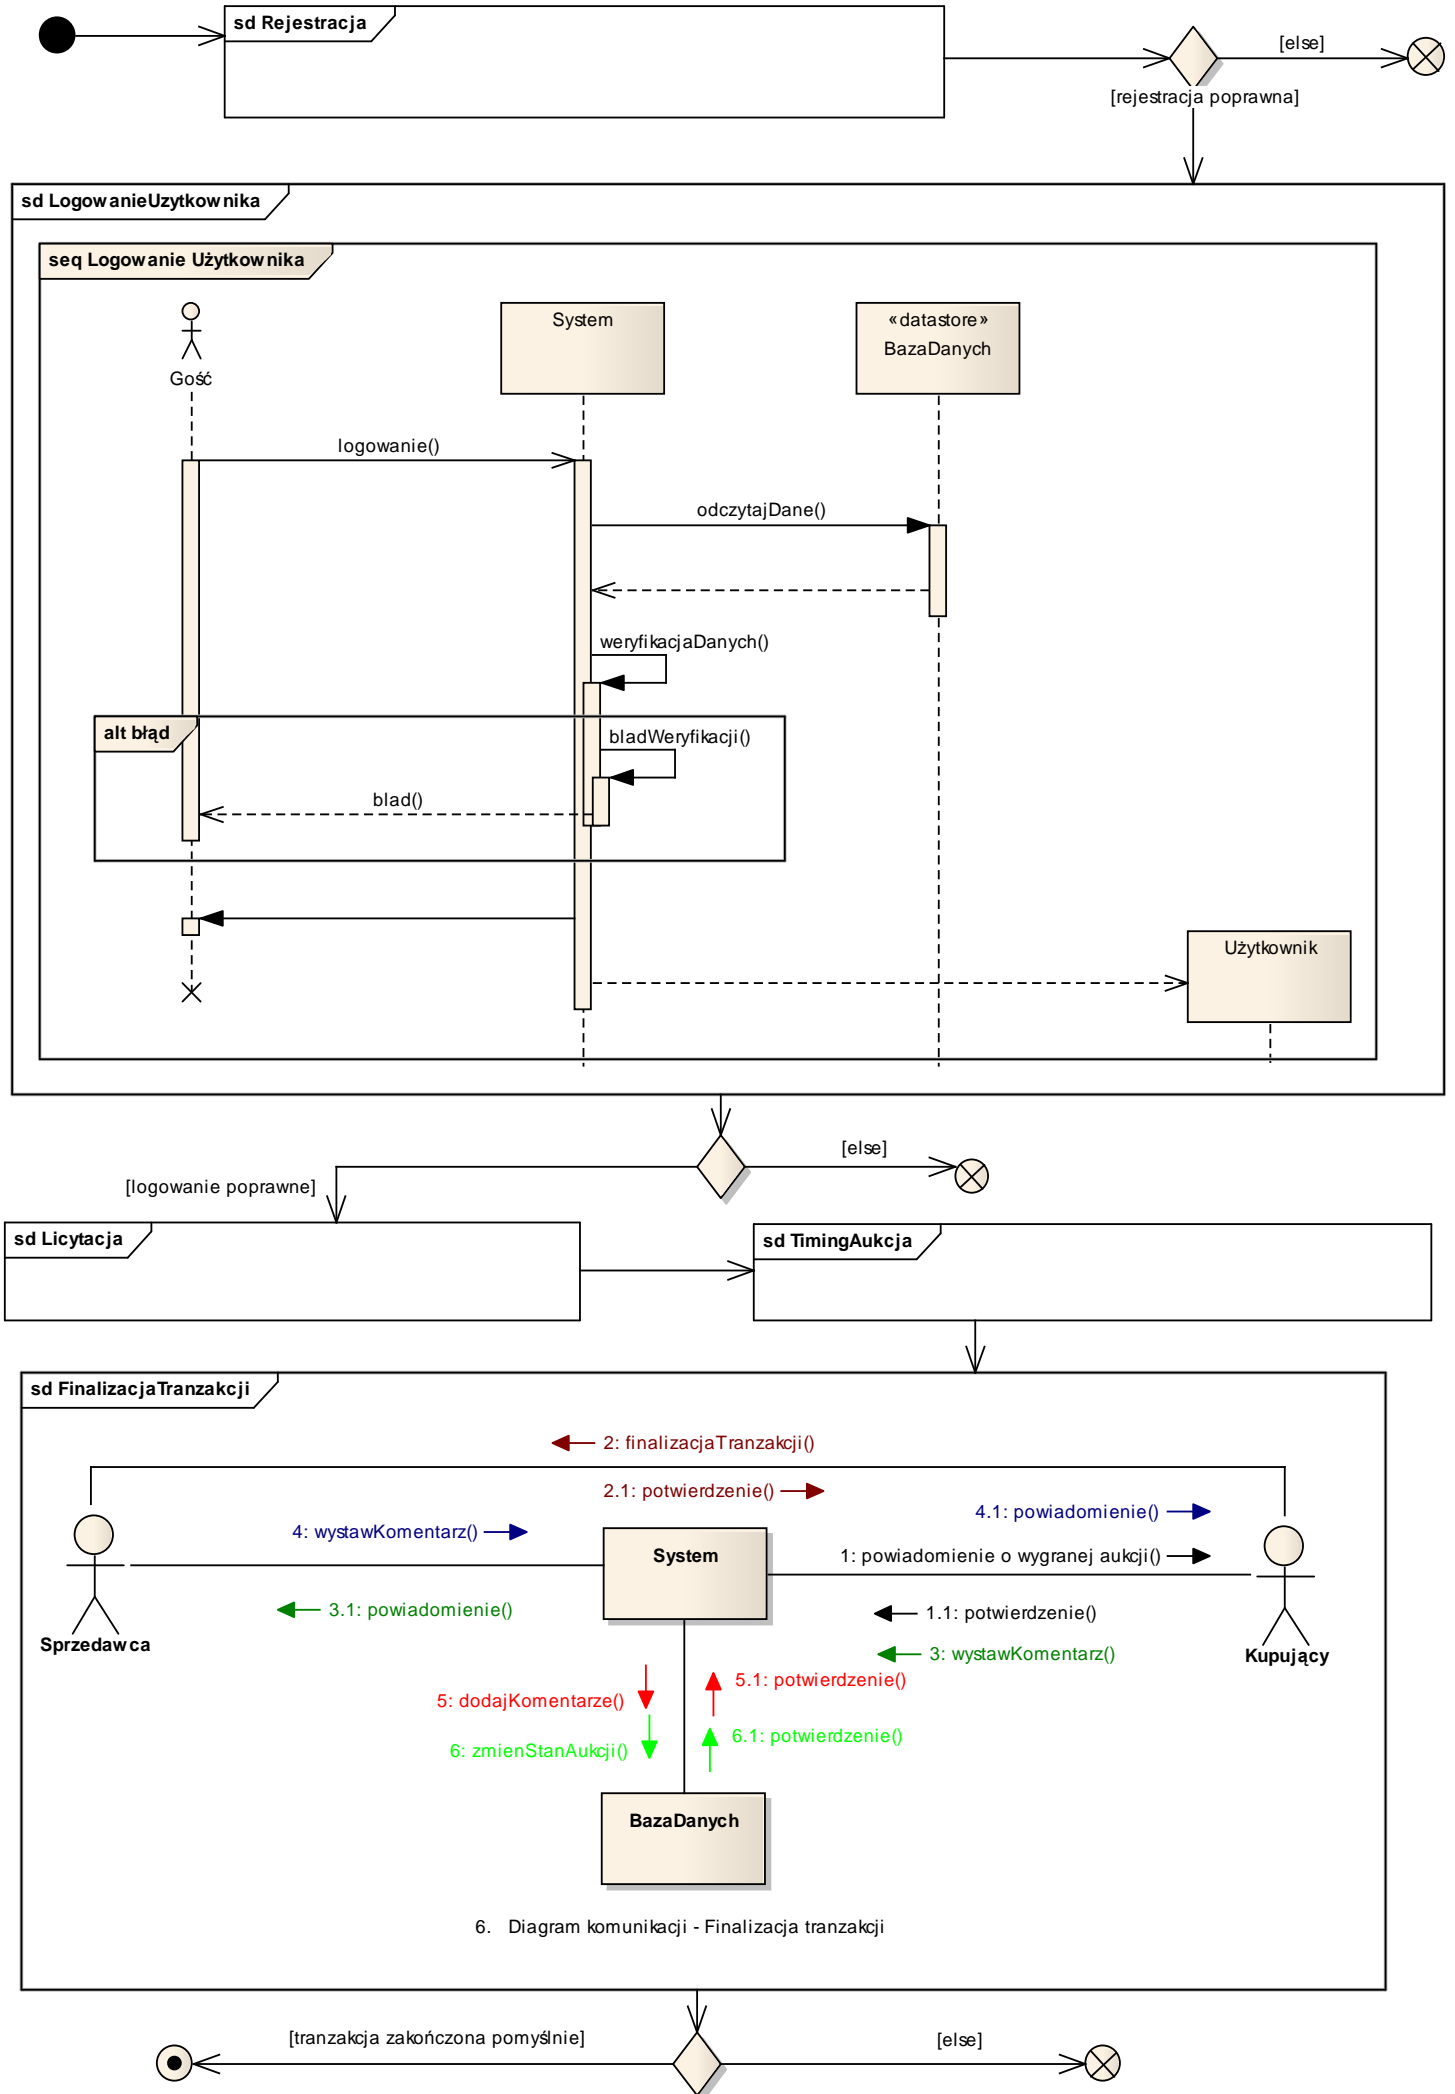 sd Rejestracja
[else]
[rejestracja poprawna]
sd LogowanieUzytkownika
seq Logowanie Użytkownika
System
«datastore»
BazaDanych
Gość
logowanie()
odczytajDane()
weryfikacjaDanych()
alt błąd
bladWeryfikacji()
blad()
Użytkownik
[else]
[logowanie poprawne]
sd Licytacja
sd TimingAukcja
sd FinalizacjaTranzakcji
2: finalizacjaTranzakcji()
2.1: potwierdzenie()
4.1: powiadomienie()
4: wystawKomentarz()
System
1: powiadomienie o wygranej aukcji()
3.1: powiadomienie()
1.1: potwierdzenie()
Sprzedawca
3: wystawKomentarz()
Kupujący
5.1: potwierdzenie()
5: dodajKomentarze()
6.1: potwierdzenie()
6: zmienStanAukcji()
BazaDanych
6. Diagram komunikacji - Finalizacja tranzakcji
[tranzakcja zakończona pomyślnie]
[else]